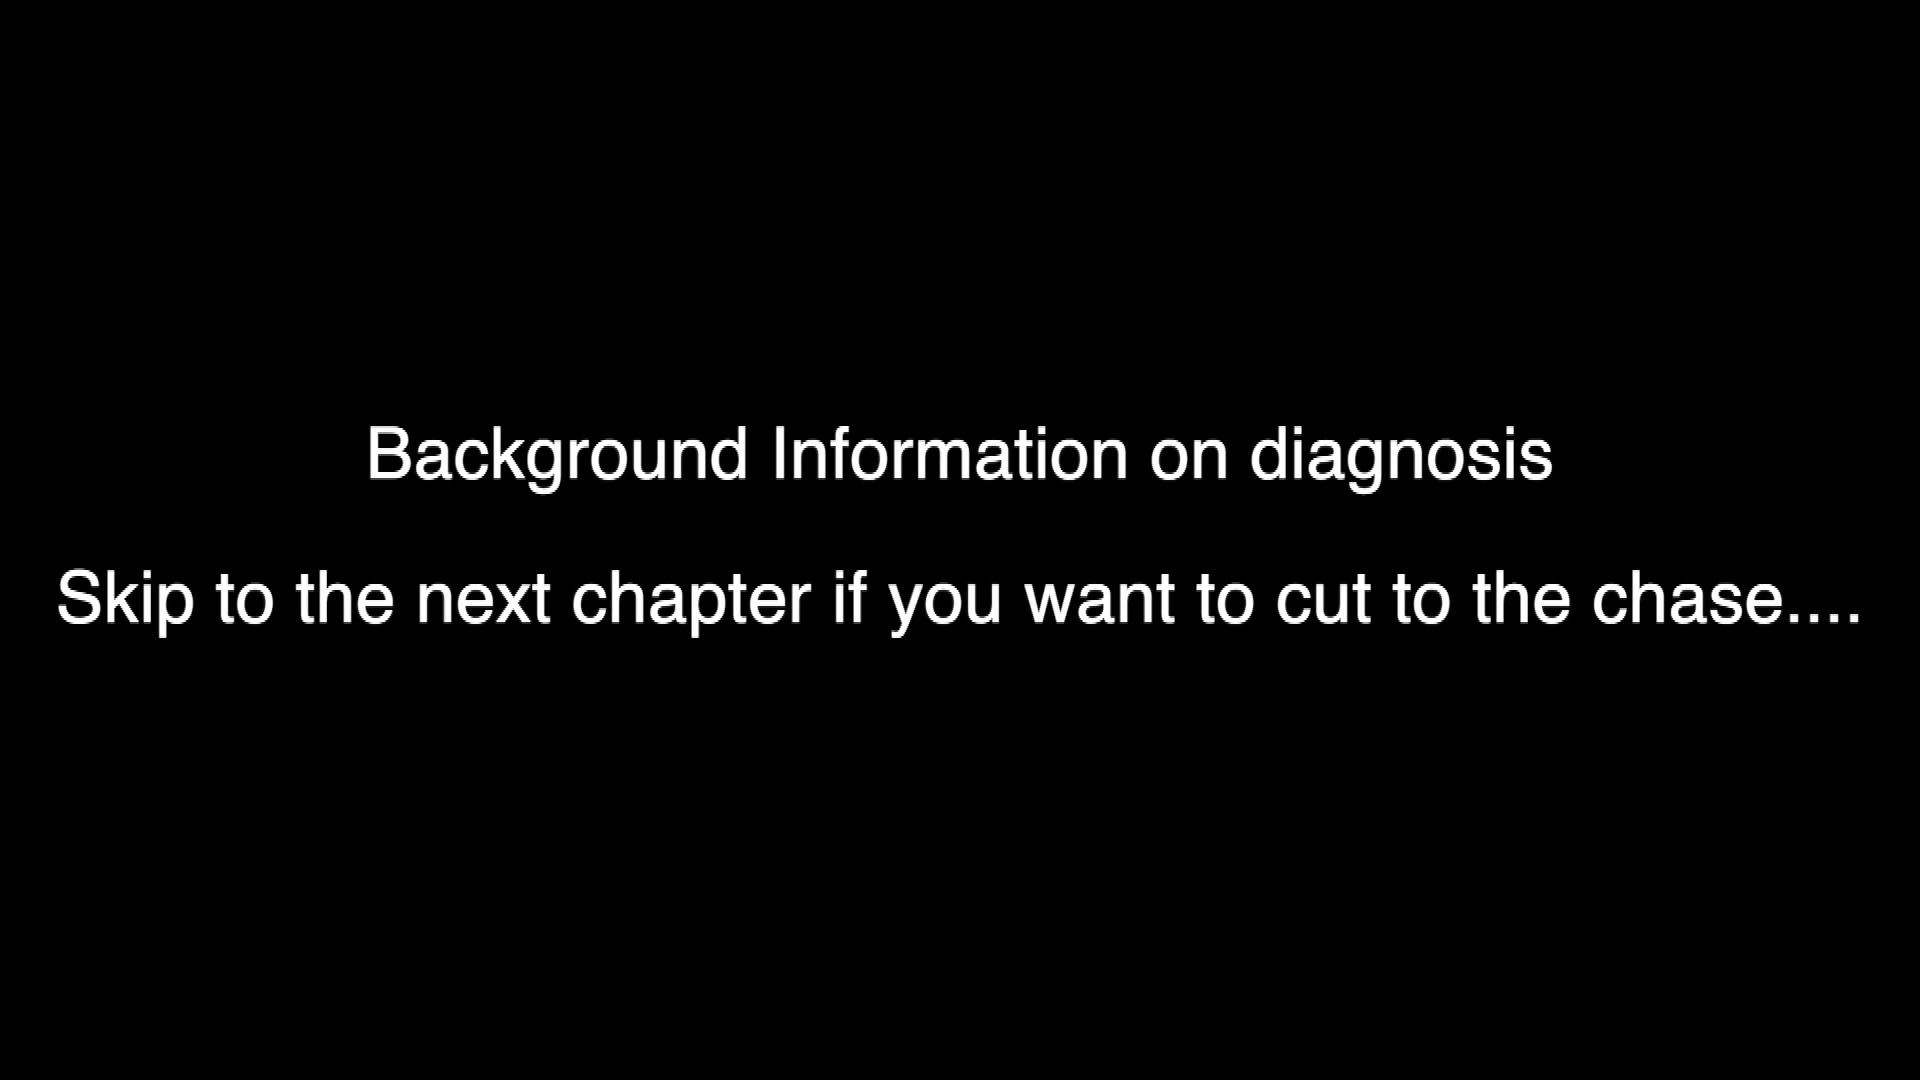 Background Information on diagnosis
Skip to the next chapter if you want to cut to the chase....